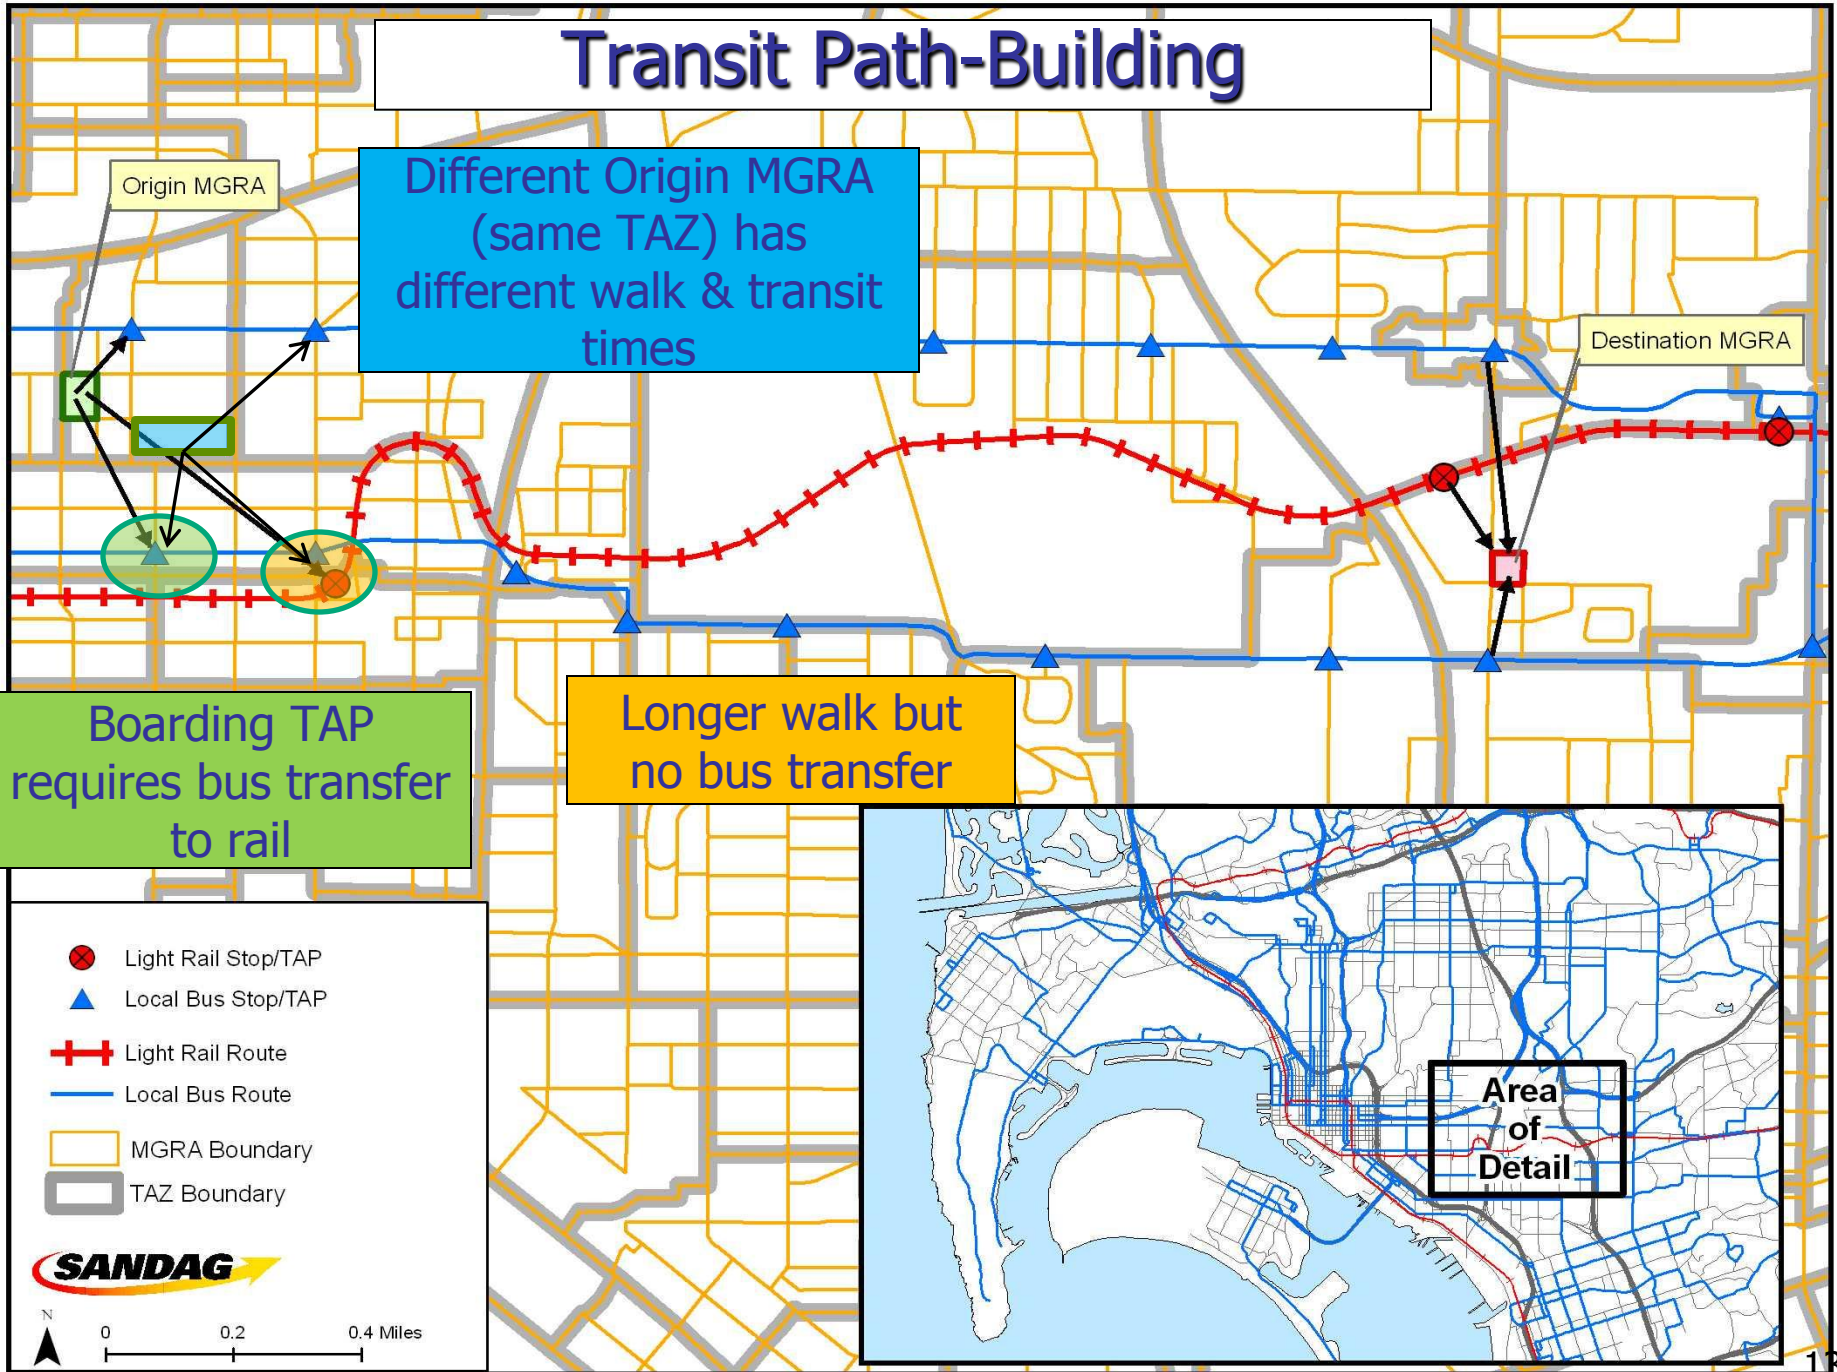 Transit Path-Building
Origin MGRA
Different Origin MGRA
(same TAZ) has
different walk & transit
times
Destination MGRA
Boarding TAP
requires bus transfer
to rail
Longer walk but
no bus transfer
Light Rail Stop/TAP
Local Bus Stop/TAP
Light Rail Route
Local Bus Route
MGRA Boundary
TAZ Boundary
SANDAG
N
0 0.2 0.4 Miles
Area
of
Detail